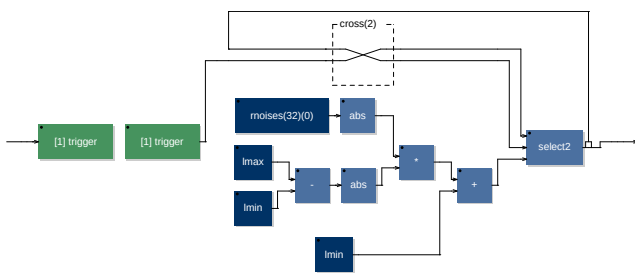 cross(2)
rnoises(32)(0)
abs
[1] trigger
[1] trigger
select2
lmax
*
-
abs
+
lmin
lmin